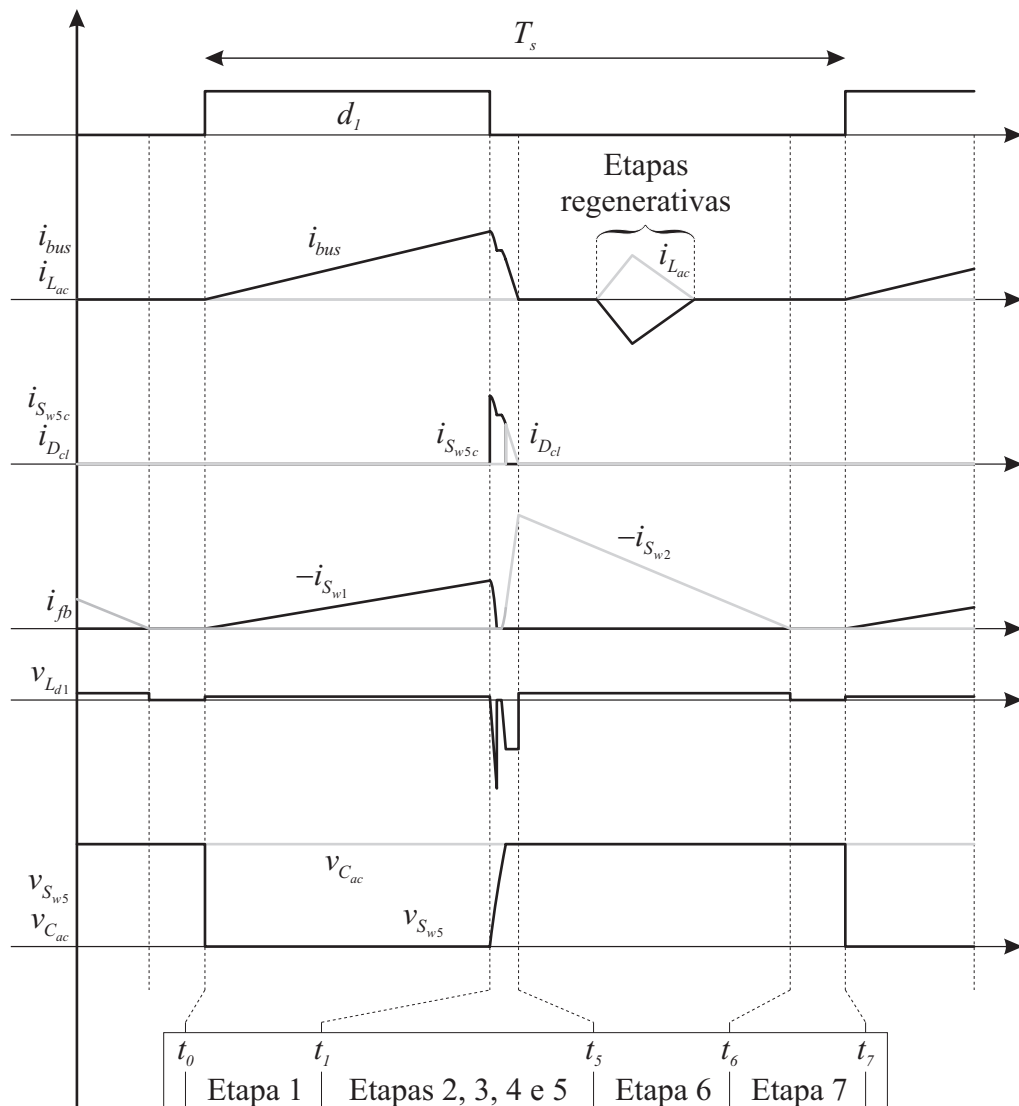 T_s
d_1
Etapas
regenerativas
i_bus
i_bus
i_L_ac
i_L_ac
i_S_w5c
i_D_cl
i_S_w5c
i_D_cl
−i_S_w2
−i_S_w1
i_fb
v_L_d1
v_C_ac
v_S_w5
v_S_w5
v_C_ac
t_0 t_1 t_5 t_6 t_7
Etapa 1 Etapas 2, 3, 4 e 5 Etapa 6 Etapa 7